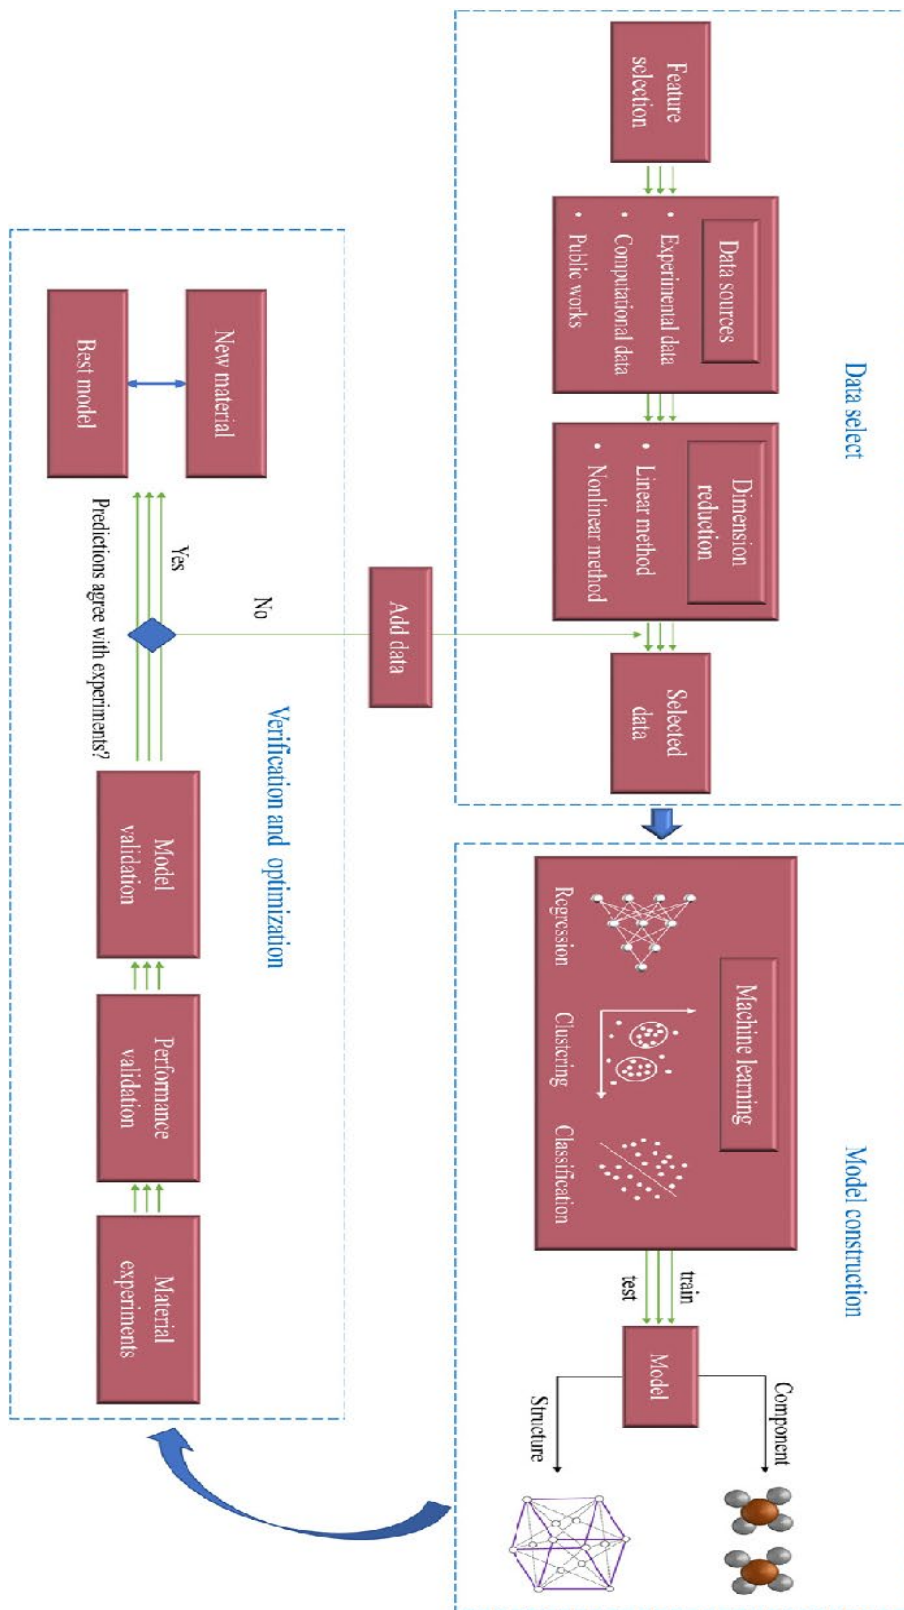 Data select
Feature
selection
Data sources
• Experimental data
• Computational data
• Public works
Dimension
reduction
• Linear method
• Nonlinear method
Selected
data
Model construction
Machine learning
Regression
Clustering
Classification
train
test
Model
Component
Structure
Add data
No
Verification and optimization
New material
Best model
Yes
Predictions agree with experiments?
Model
validation
Performance
validation
Material
experiments